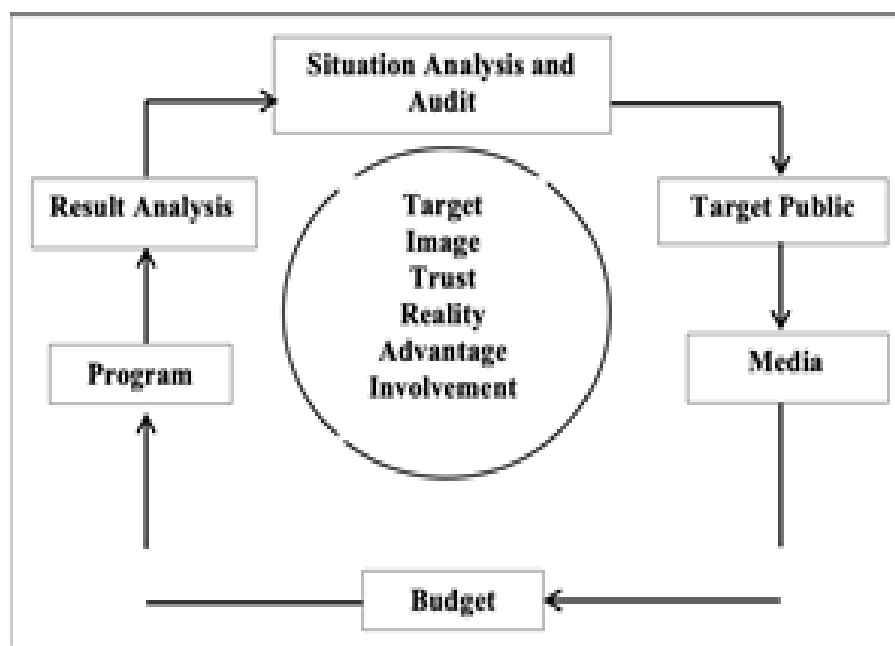 Situation Analysis and
Audit
Result Analysis
Target Public
Target
Image
Trust
Reality
Advantage
Involvement
Program
Media
Budget